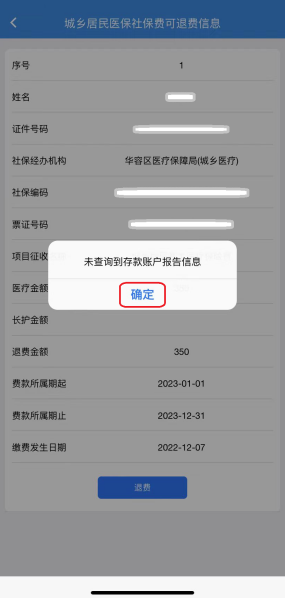 城乡居民医保社保费可退费信息
序号 1
姓名
证件号码
社保经办机构 华容区医疗保障局(城乡医疗)
社保编码
票证号码
项目征收
未查询到存款账户报告信息
医疗金额
确定
长护金额
退费金额 350
费款所属期起 2023-01-01
费款所属期止 2023-12-31
缴费发生日期 2022-12-07
退费